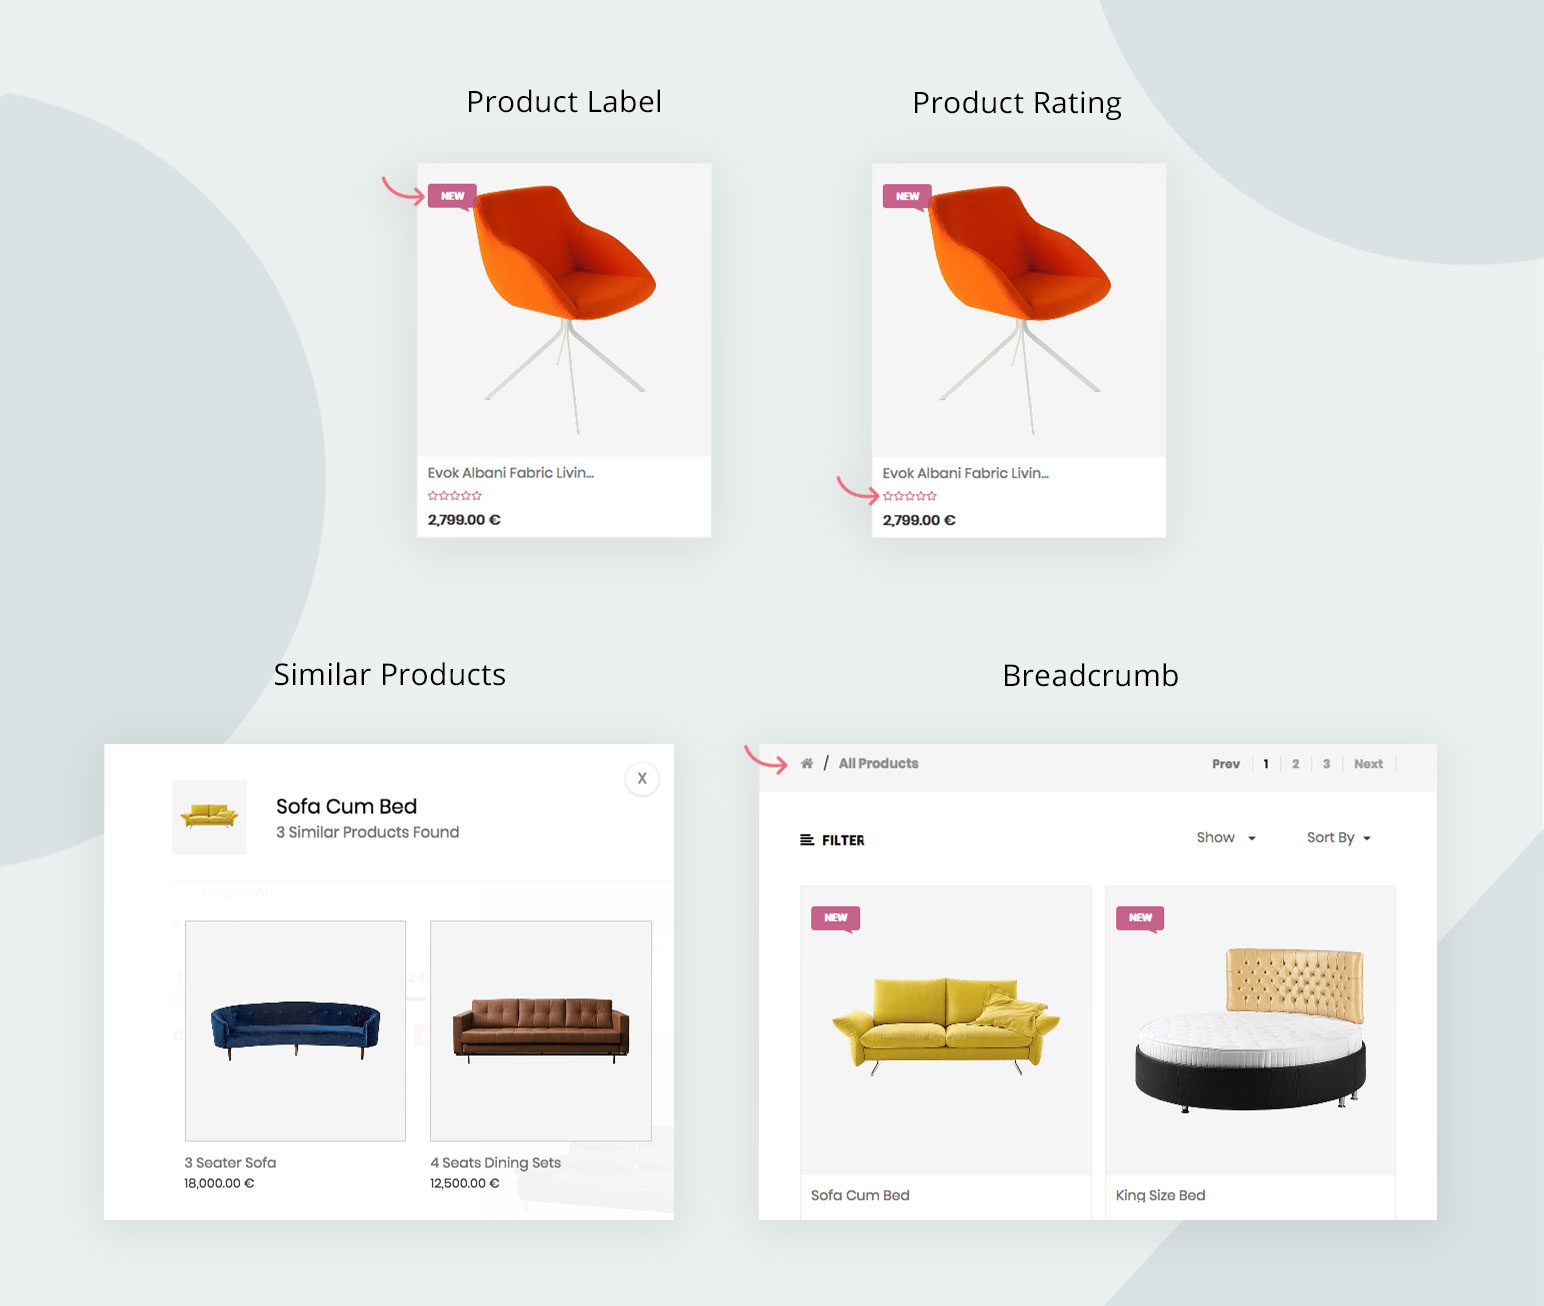 Product Label
Product Rating
NEW
Evok Albani Fabric Livin...
2,799.00 €
NEW
Evok Albani Fabric Livin...
2,799.00 €
Similar Products
Breadcrumb
X
Sofa Cum Bed
3 Similar Products Found
Kingsdown
3 Seater Sofa
18,000.00 €
4 Seats Dining Sets
12,500.00 €
/ All Products
Prev 1 2 3 Next
FILTER
Show
Sort By
NEW
Sofa Cum Bed
NEW
King Size Bed